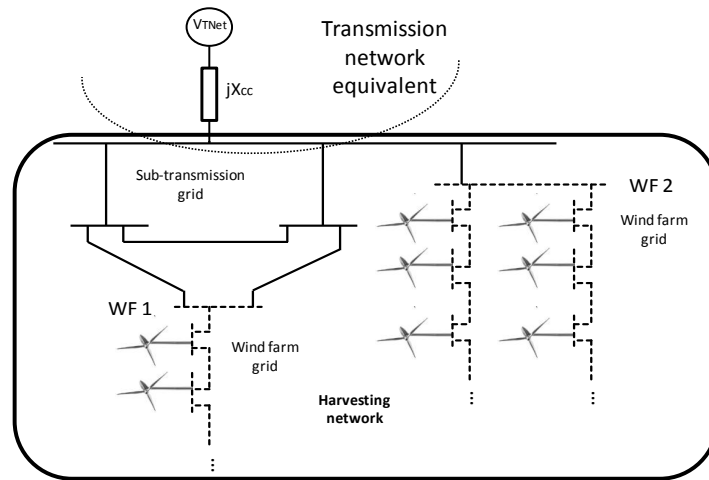 VTNet
Transmission
network
equivalent
jXcc
Sub-transmission
grid
WF 2
Wind farm
grid
WF 1
Wind farm
grid
Harvesting
network
...
...
...